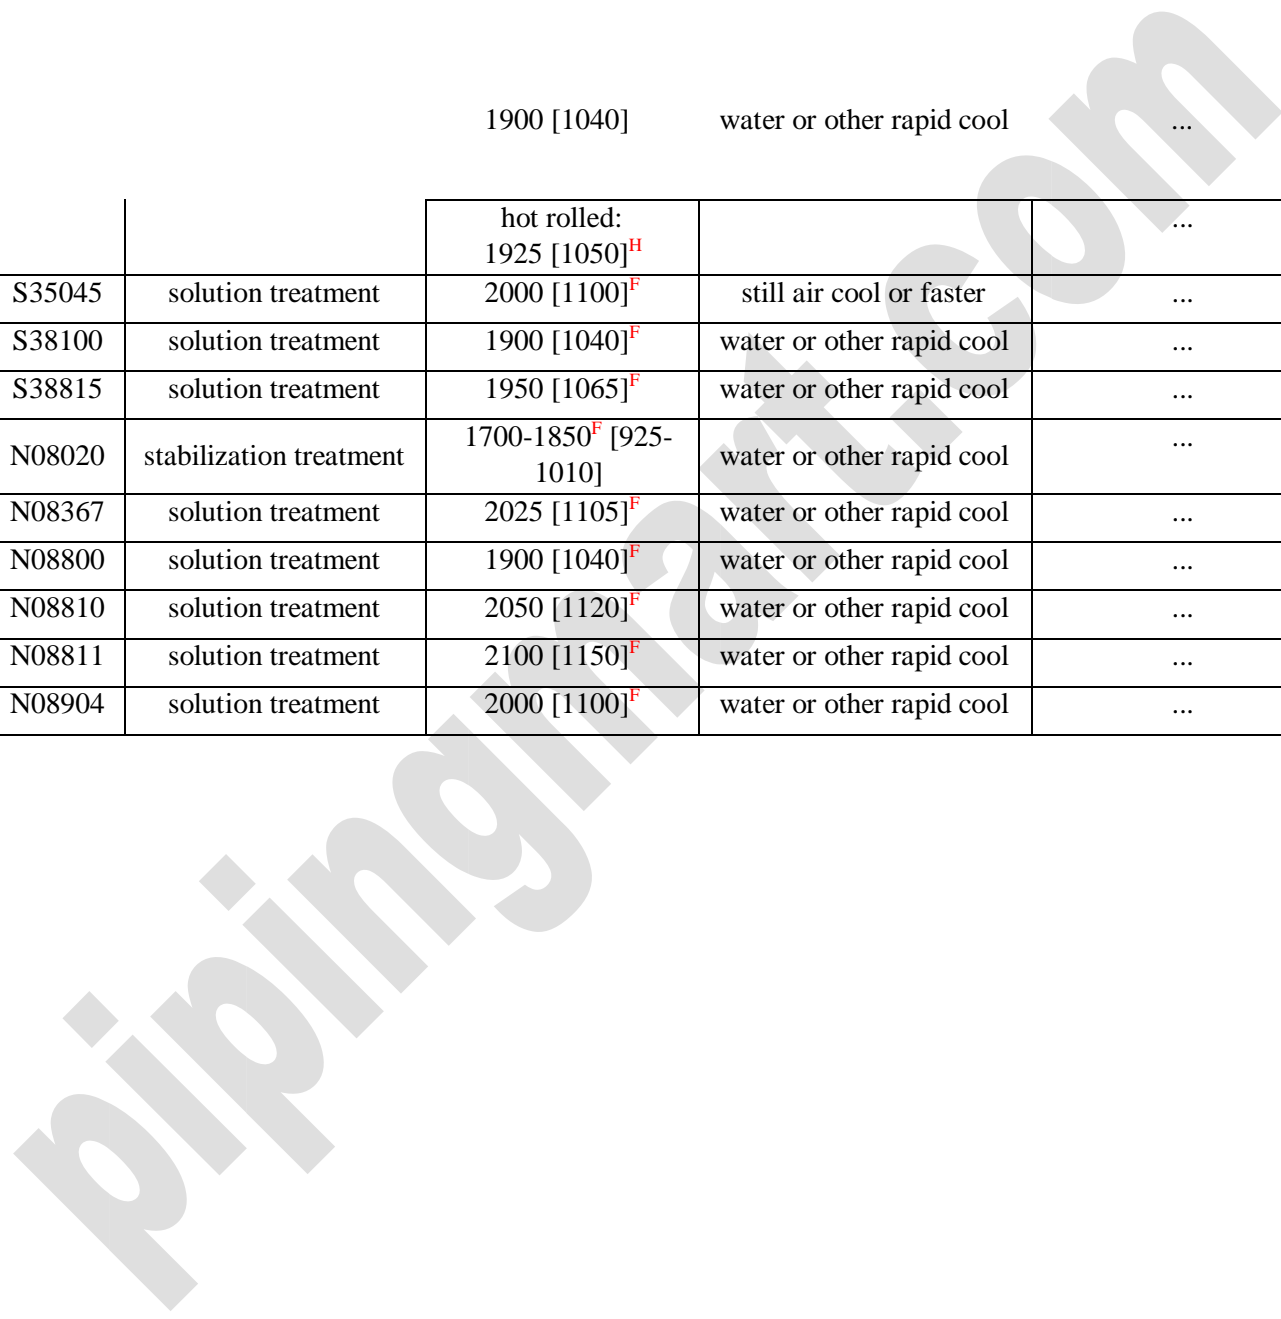 1900 [1040] water or other rapid cool ...
hot rolled: ...
1925 [1050]H
S35045 solution treatment 2000 [1100]F still air cool or faster ...
S38100 solution treatment 1900 [1040]F water or other rapid cool ...
S38815 solution treatment 1950 [1065]F water or other rapid cool ...
N08020 stabilization treatment 1700-1850F [925- water or other rapid cool ...
1010]
N08367 solution treatment 2025 [1105]F water or other rapid cool ...
N08800 solution treatment 1900 [1040]F water or other rapid cool ...
N08810 solution treatment 2050 [1120]F water or other rapid cool ...
N08811 solution treatment 2100 [1150]F water or other rapid cool ...
N08904 solution treatment 2000 [1100]F water or other rapid cool ...
pipingmart.com